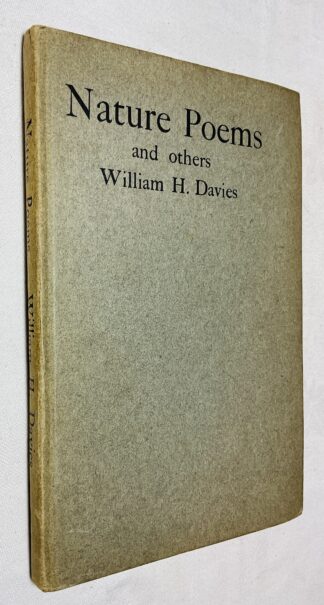 Nature Poems
and others
William H. Davies
Nature Poems William H. Davies